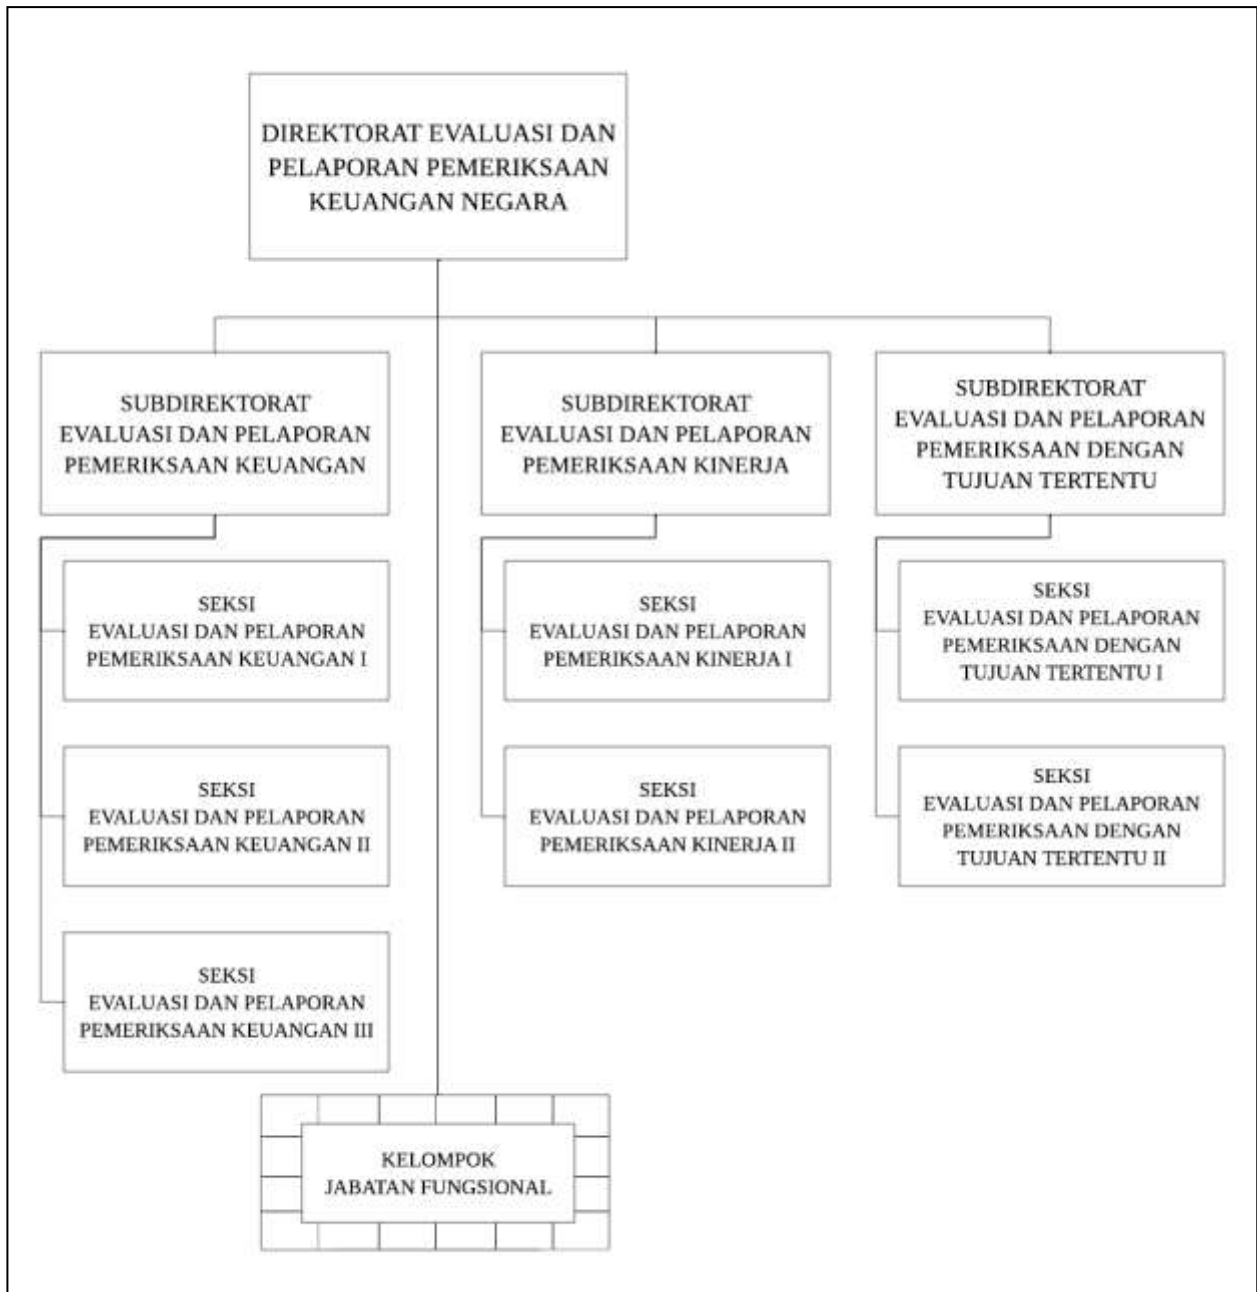 DIREKTORAT EVALUASI DAN
PELAPORAN PEMERIKSAAN
KEUANGAN NEGARA
SUBDIREKTORAT
EVALUASI DAN PELAPORAN
PEMERIKSAAN KEUANGAN
SEKSI
EVALUASI DAN PELAPORAN
PEMERIKSAAN KEUANGAN I
SEKSI
EVALUASI DAN PELAPORAN
PEMERIKSAAN KEUANGAN II
SEKSI
EVALUASI DAN PELAPORAN
PEMERIKSAAN KEUANGAN III
SUBDIREKTORAT
EVALUASI DAN PELAPORAN
PEMERIKSAAN KINERJA
SEKSI
EVALUASI DAN PELAPORAN
PEMERIKSAAN KINERJA I
SEKSI
EVALUASI DAN PELAPORAN
PEMERIKSAAN KINERJA II
SUBDIREKTORAT
EVALUASI DAN PELAPORAN
PEMERIKSAAN DENGAN
TUJUAN TERTENTU
SEKSI
EVALUASI DAN PELAPORAN
PEMERIKSAAN DENGAN
TUJUAN TERTENTU I
SEKSI
EVALUASI DAN PELAPORAN
PEMERIKSAAN DENGAN
TUJUAN TERTENTU II
KELOMPOK
JABATAN FUNGSIONAL